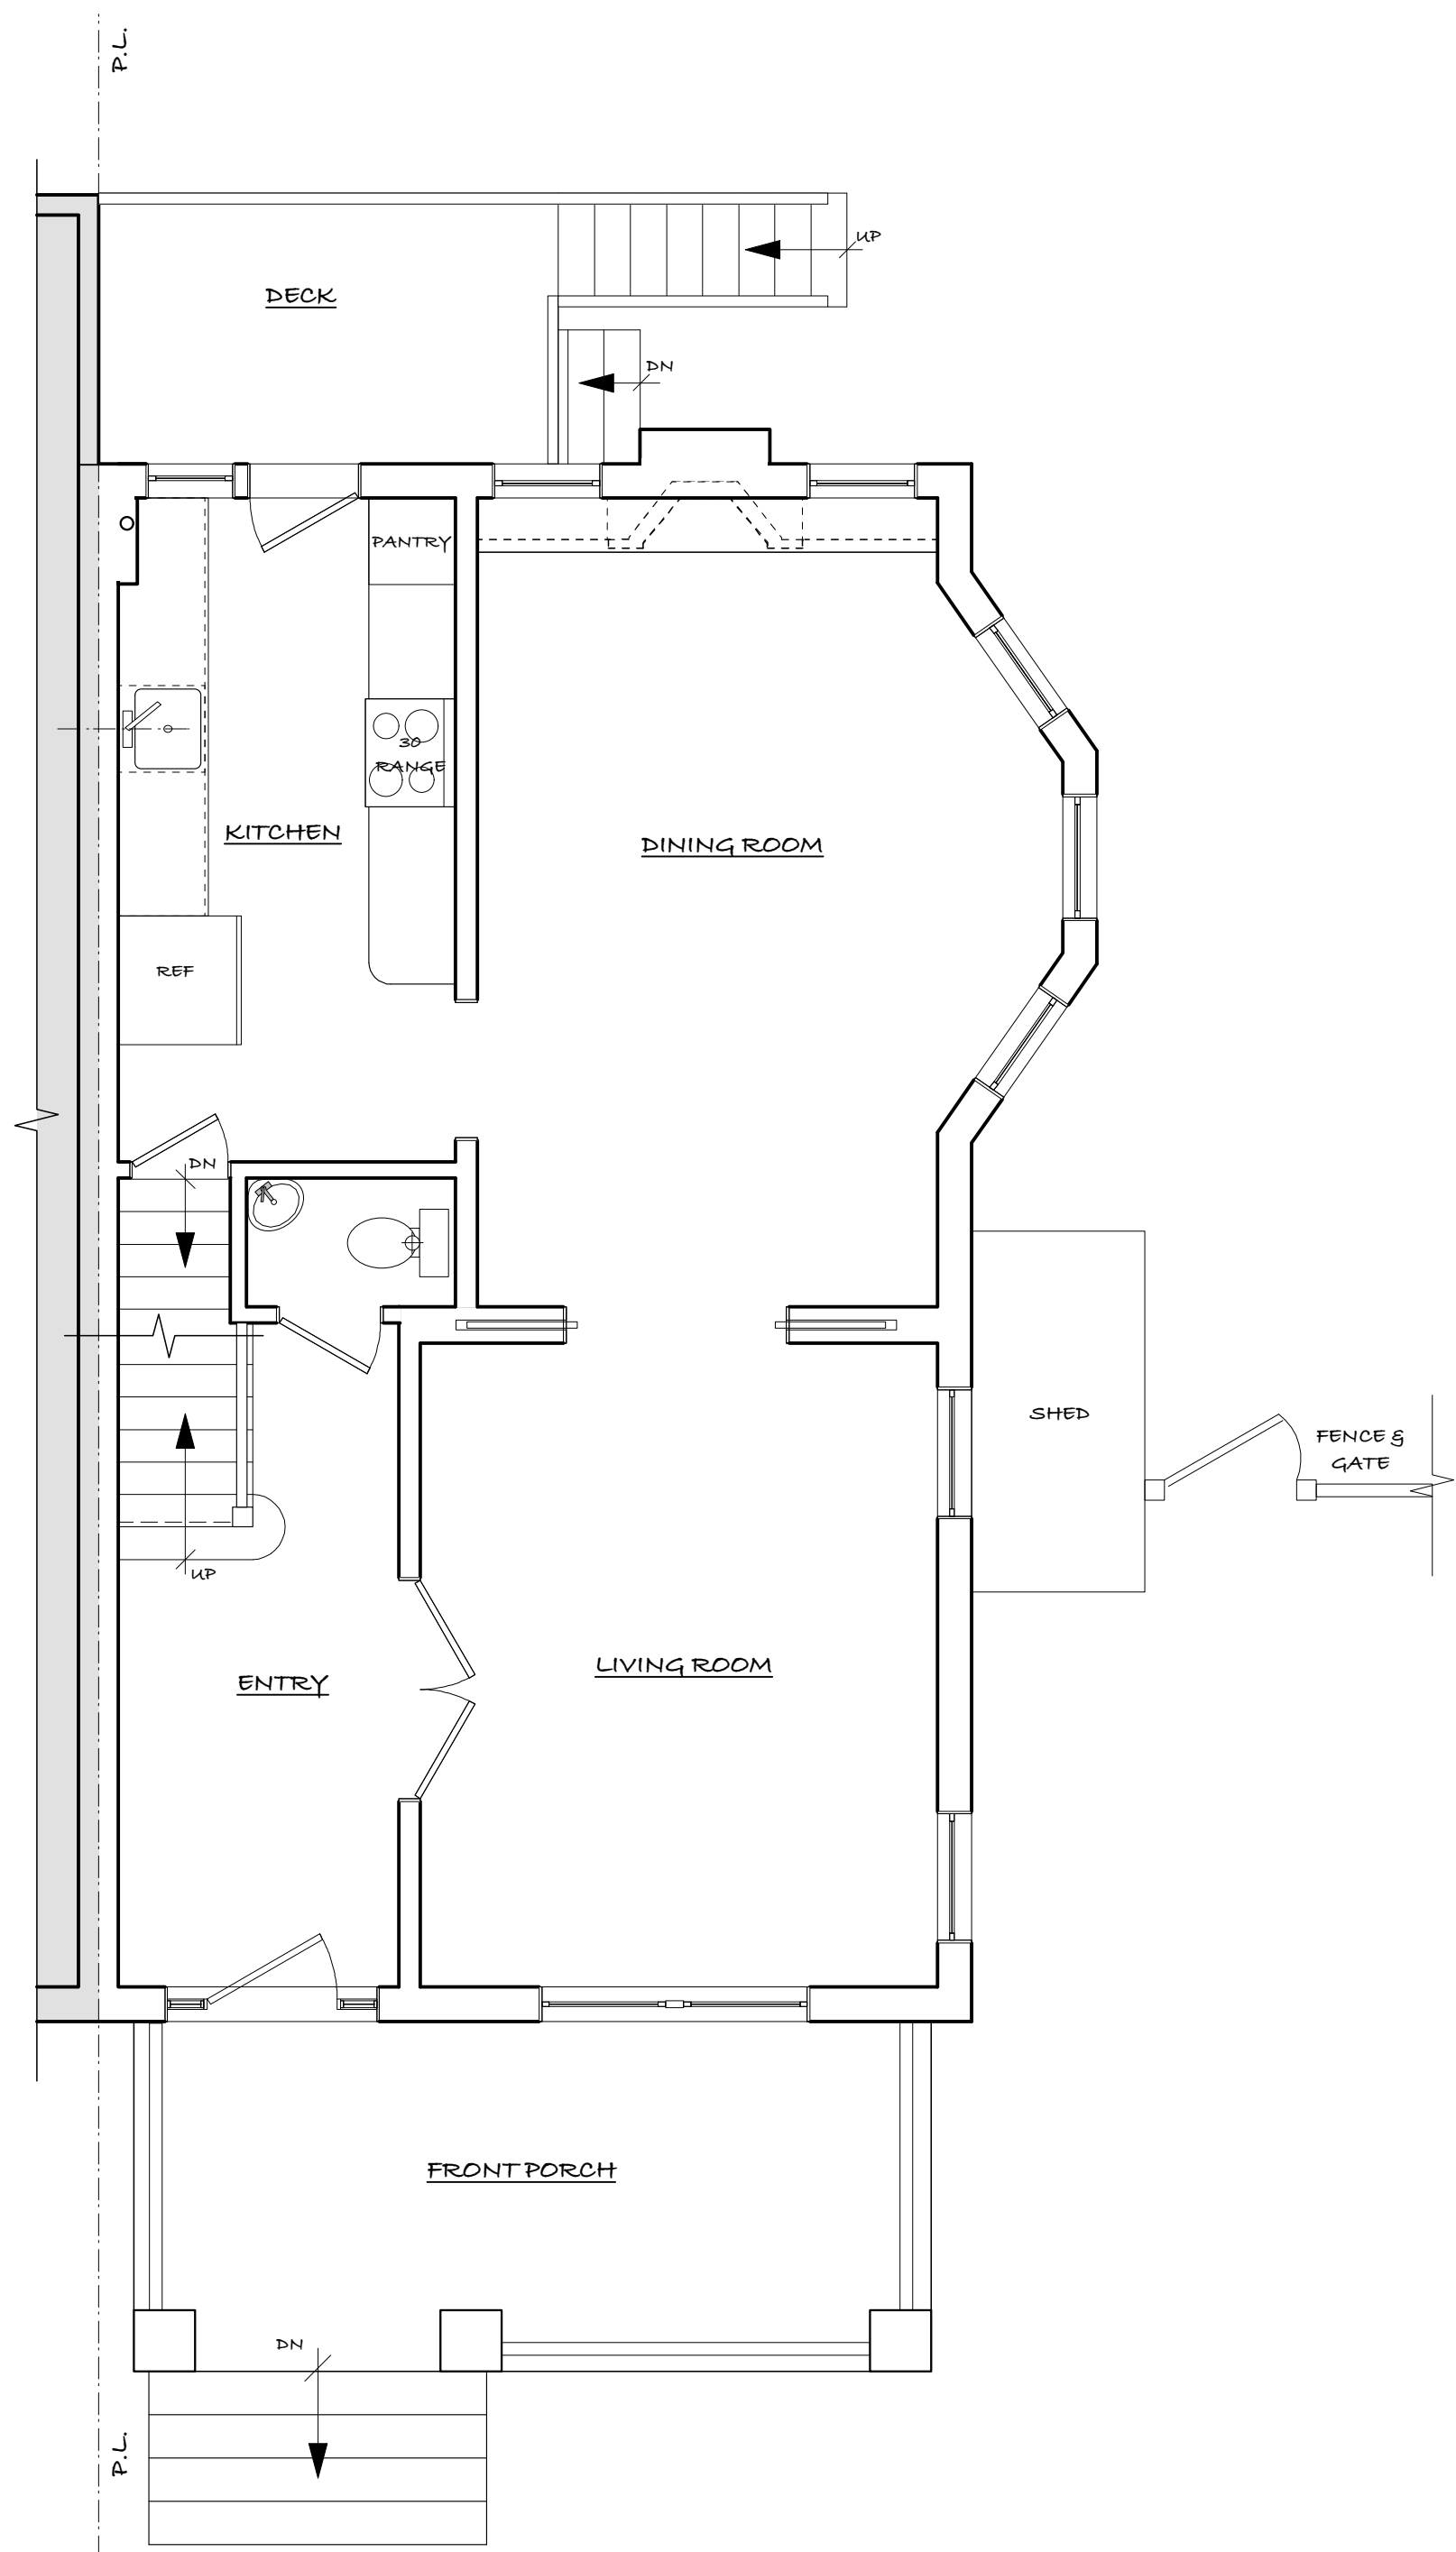 P.L.
UP
DECK
DN
PANTRY
30
RANGE
KITCHEN
DINING ROOM
REF
DN
SHED
FENCE &
GATE
UP
LIVING ROOM
ENTRY
FRONT PORCH
DN
P.L.